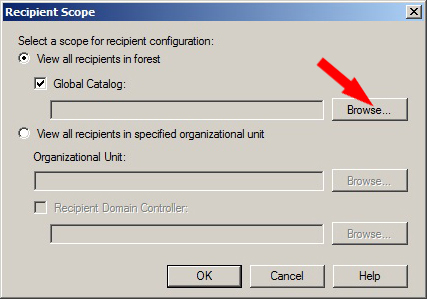 Recipient Scope
Select a scope for recipient configuration:
View all recipients in forest
Global Catalog:
Browse...
View all recipients in specified organizational unit
Organizational Unit:
Browse...
Recipient Domain Controller:
Browse...
OK Cancel Help